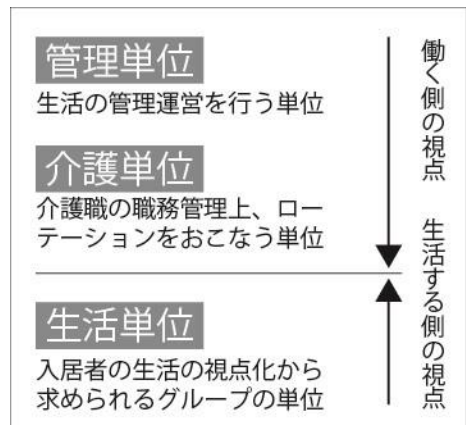 管理単位
生活の管理運営を行う単位
介護単位
介護職の職務管理上、ロー
テーションをおこなう単位
生活単位
入居者の生活の視点化から
求められるグループの単位
働く側の視点
生活する側の視点